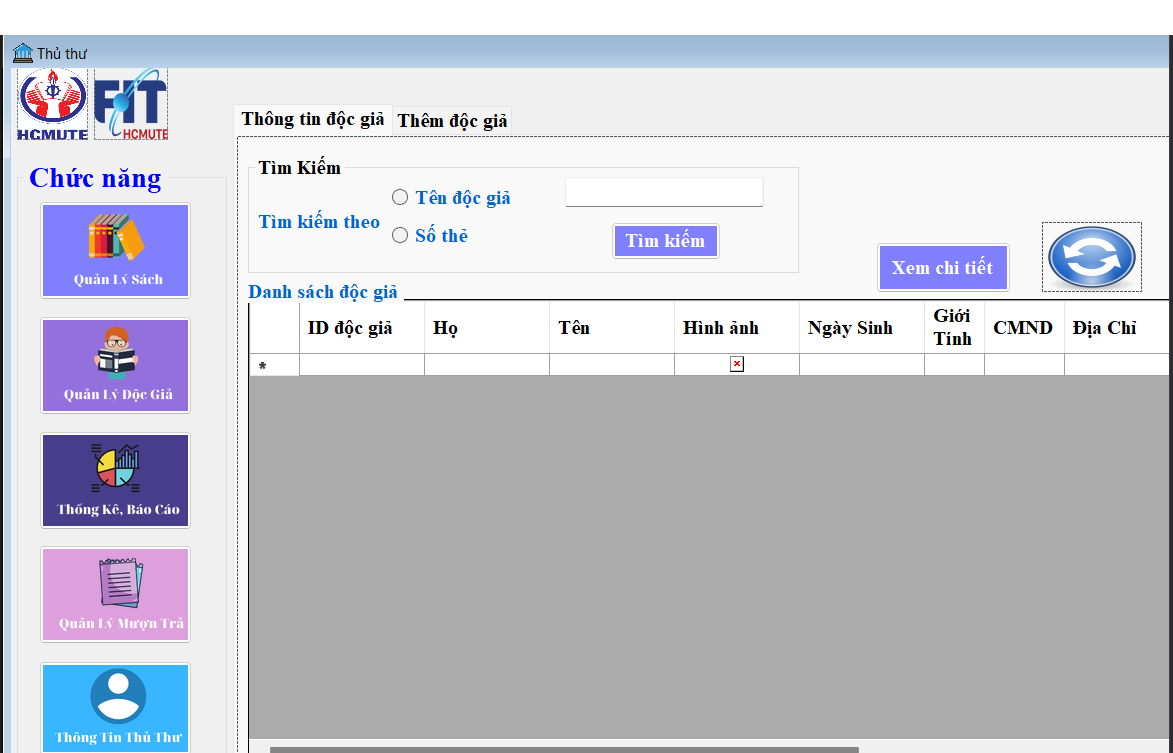 Thủ thư
HCMUTE
FIT
HCMUTE
Thông tin độc giả
Thêm độc giả
Chức năng
Quản Lý Sách
Quản Lý Độc Giả
Thống Kê, Báo Cáo
Quản Lý Mượn Trả
Thông Tin Thủ Thư
Tìm Kiếm
Tìm kiếm theo
Tên độc giả
Số thẻ
Tìm kiếm
Xem chi tiết
Danh sách độc giả
ID độc giả Họ Tên Hình ảnh Ngày Sinh Giới Tính CMND Địa Chỉ
*